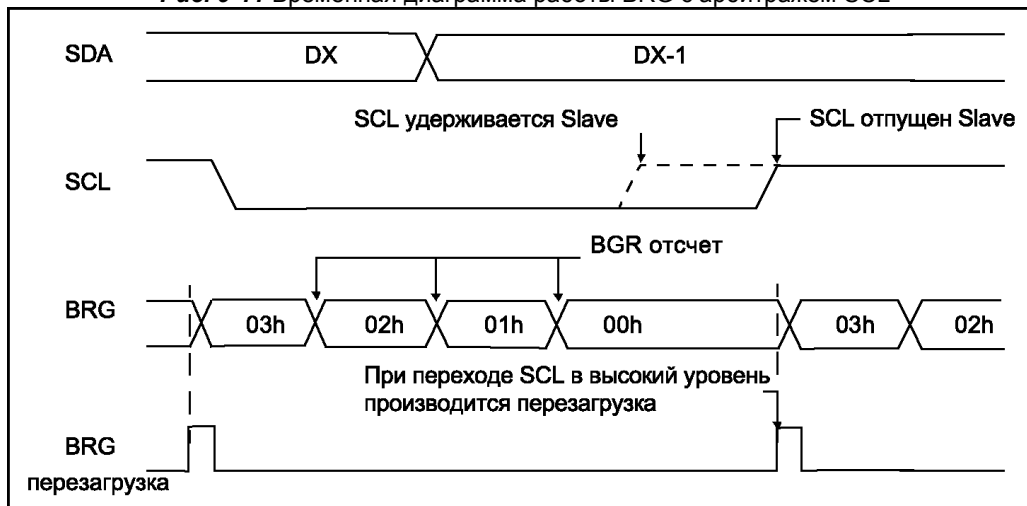 SDA
DX
DX-1
SCL удерживается Slave
SCL отпущен Slave
SCL
BGR отсчет
BRG
03h
02h
01h
00h
03h
02h
При переходе SCL в высокий уровень
производится перезагрузка
BRG
перезагрузка